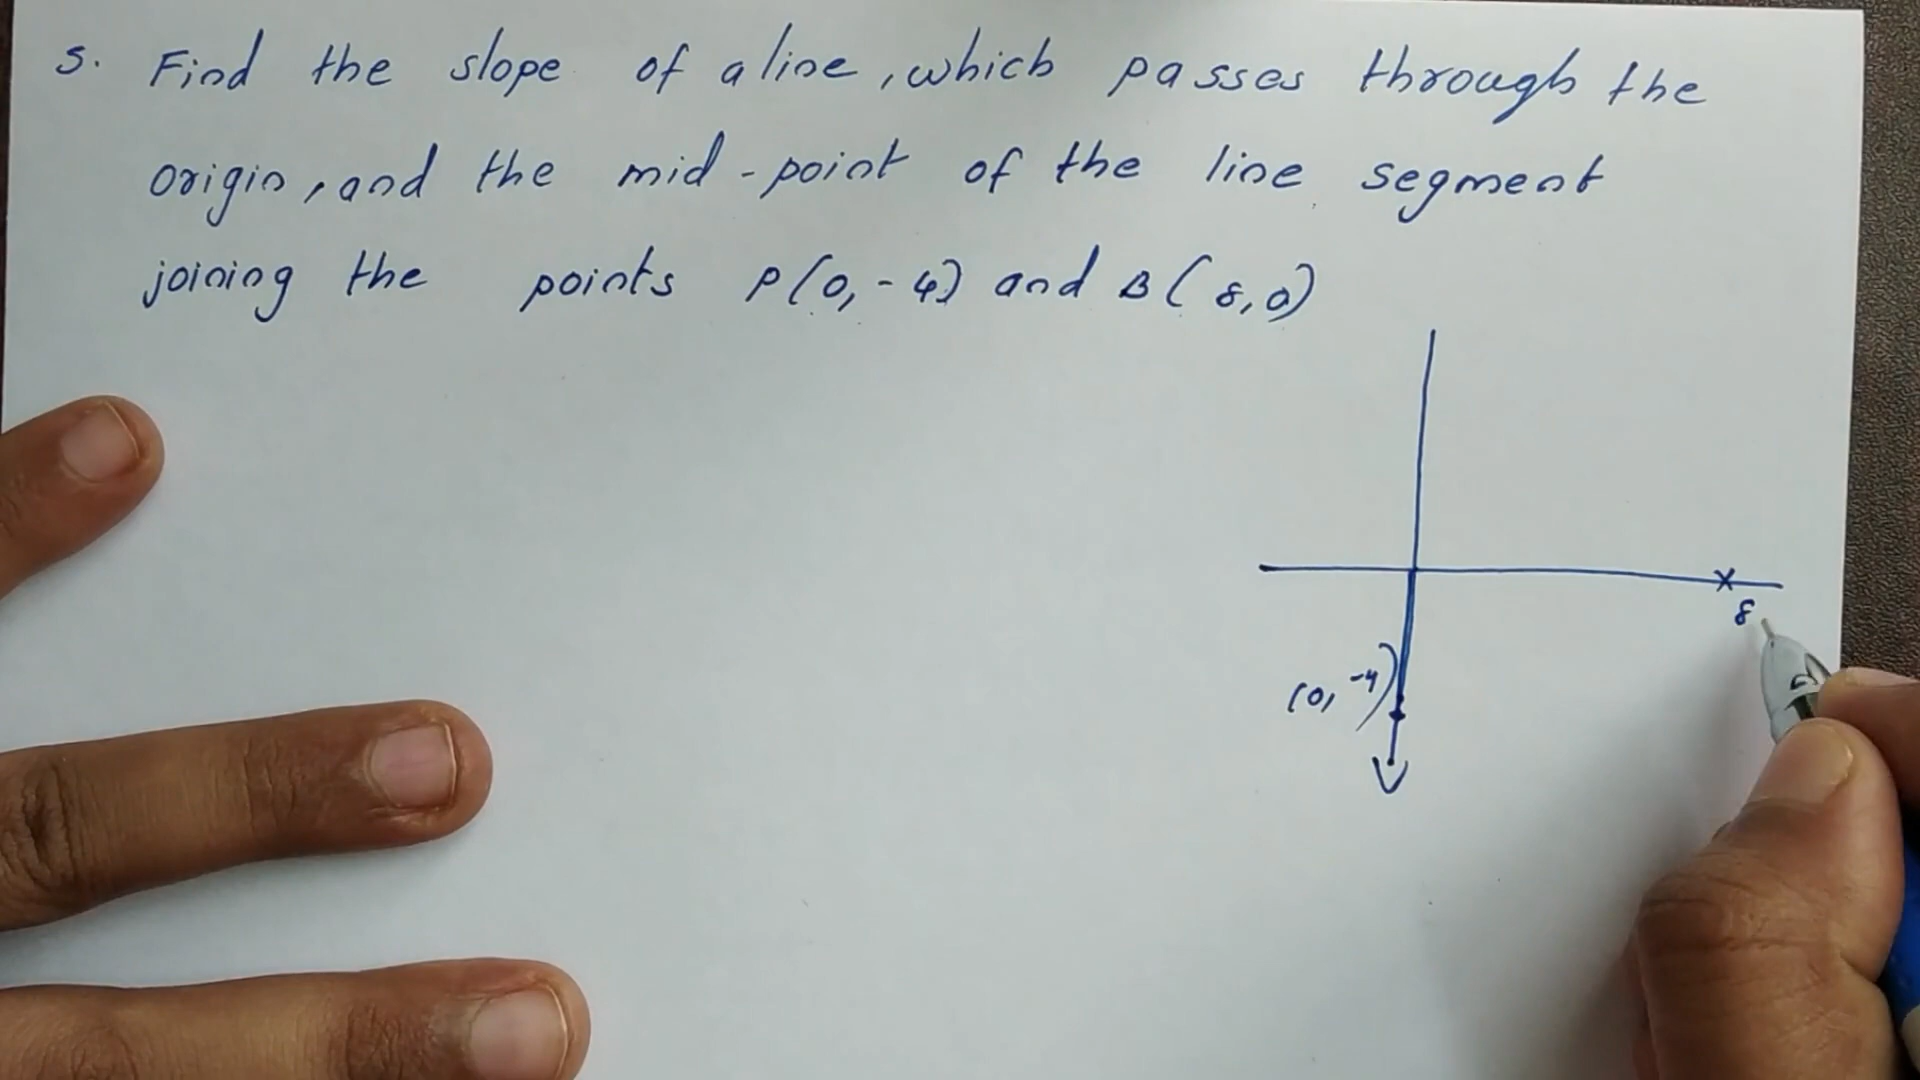 5. Find the slope of a line, which passes through the
origin, and the mid-point of the line segment
joining the points P(0,-4) and B(8,0)
8
(0, -4)